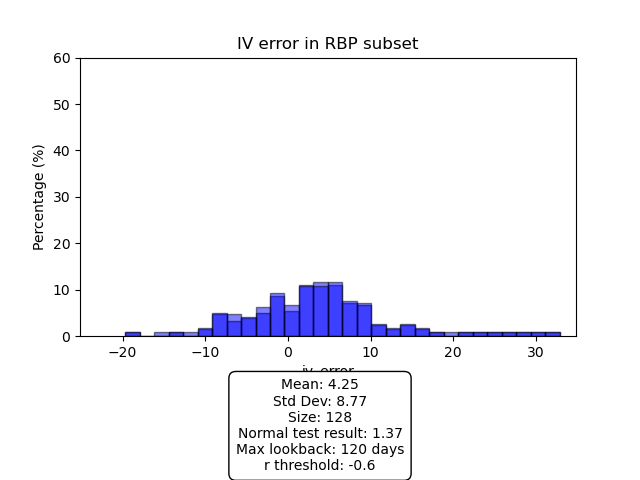 IV error in RBP subset
60
50
40
30
20
10
0
Percentage (%)
−20
−10
0
10
20
30
iv_error
Mean: 4.25
Std Dev: 8.77
Size: 128
Normal test result: 1.37
Max lookback: 120 days
r threshold: -0.6